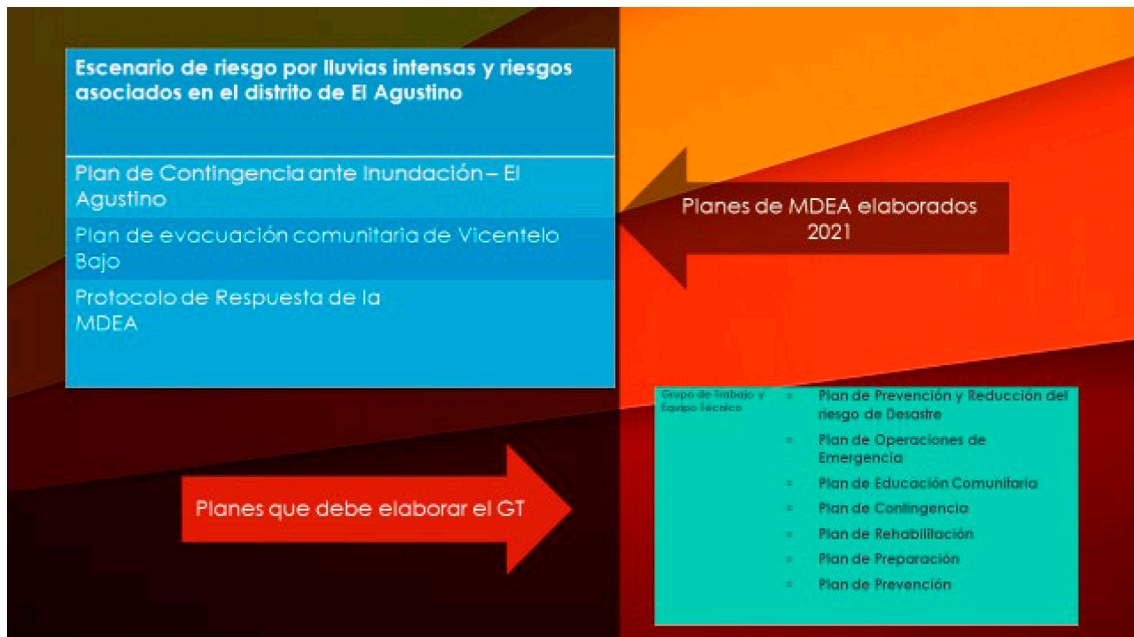 Escenario de riesgo por lluvias intensas y riesgos
asociados en el distrito de El Agustino
Plan de Contingencia ante Inundación – El
Agustino
Plan de evacuación comunitaria de Vicentelo
Bajo
Protocolo de Respuesta de la
MDEA
Planes de MDEA elaborados
2021
Planes que debe elaborar el GT
Grupo de Trabajo y
Equipo Técnico
Plan de Prevención y Reducción del
riesgo de Desastre
Plan de Operaciones de
Emergencia
Plan de Educación Comunitaria
Plan de Contingencia
Plan de Rehabilitación
Plan de Preparación
Plan de Prevención